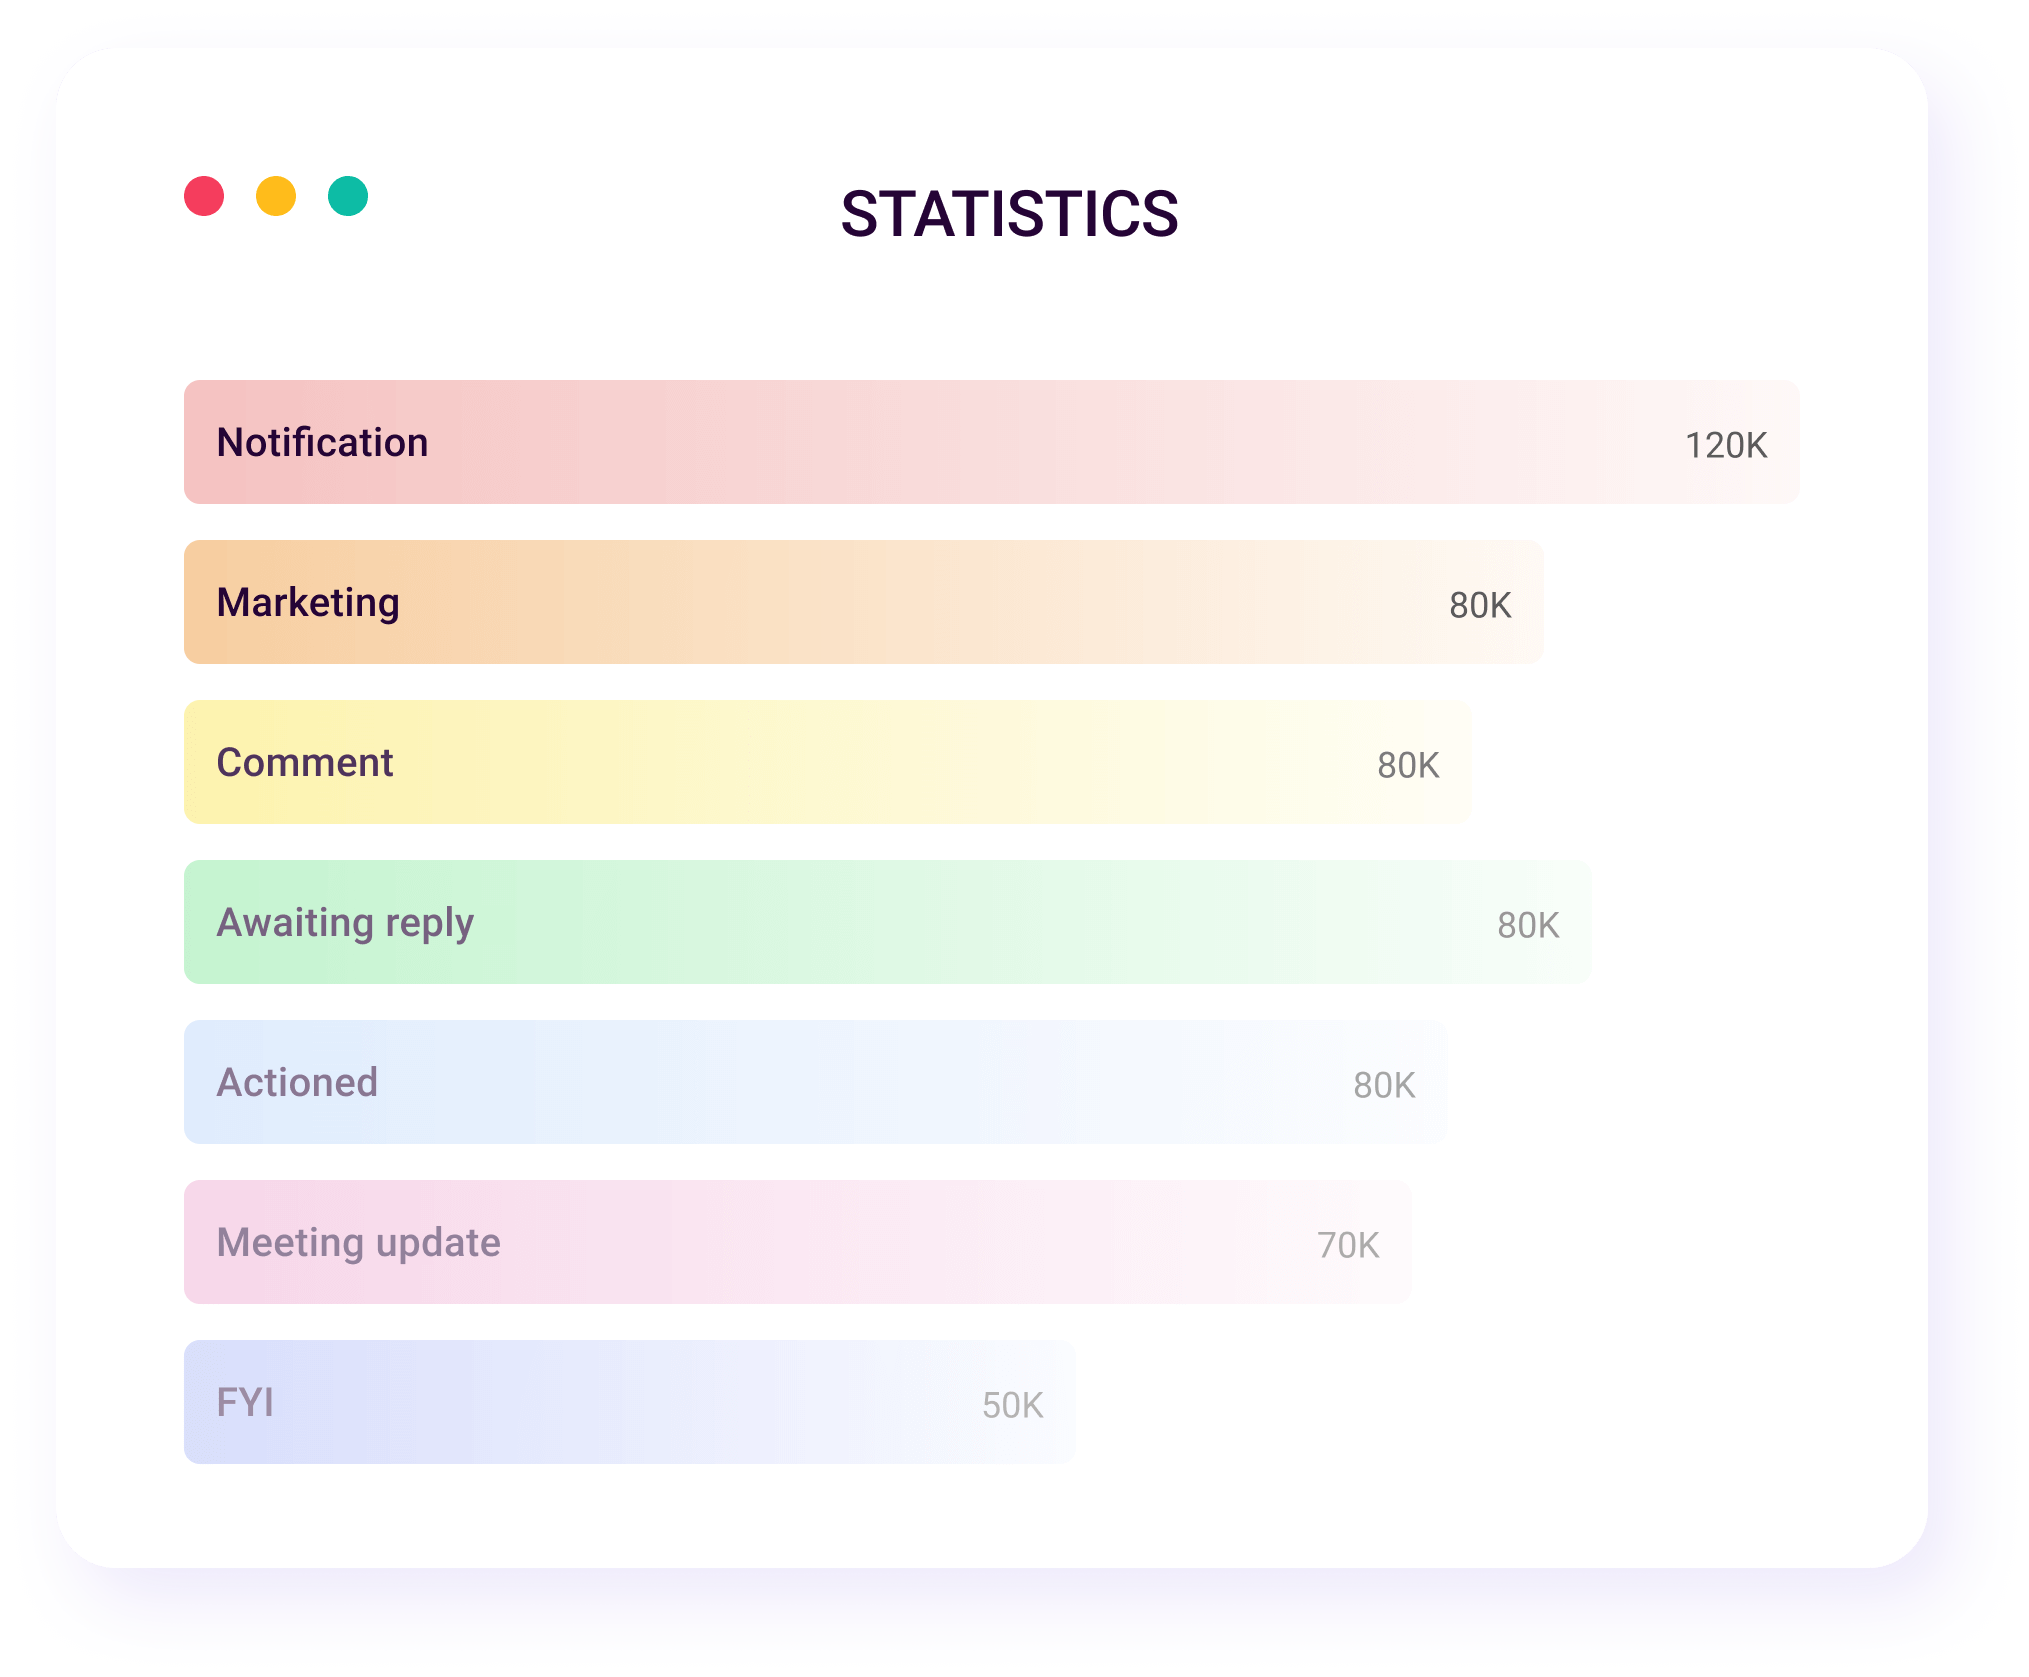 STATISTICS
Notification 120K
Marketing 80K
Comment 80K
Awaiting reply 80K
Actioned 80K
Meeting update 70K
FYI 50K